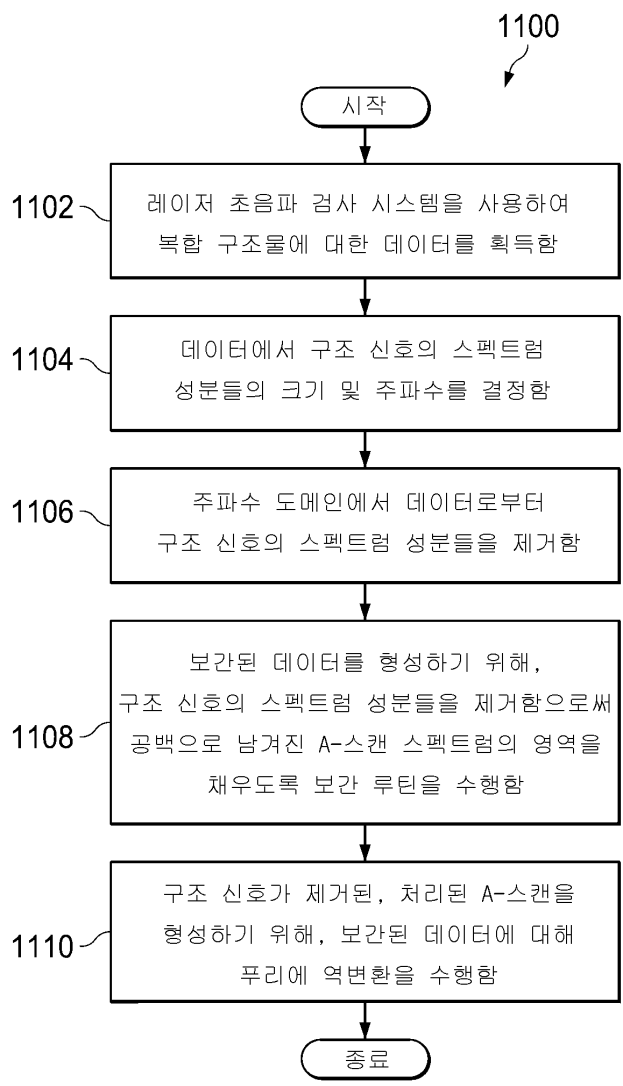 1100
시작
1102
레이저 초음파 검사 시스템을 사용하여
복합 구조물에 대한 데이터를 획득함
1104
데이터에서 구조 신호의 스펙트럼
성분들의 크기 및 주파수를 결정함
1106
주파수 도메인에서 데이터로부터
구조 신호의 스펙트럼 성분들을 제거함
1108
보간된 데이터를 형성하기 위해,
구조 신호의 스펙트럼 성분들을 제거함으로써
공백으로 남겨진 A-스캔 스펙트럼의 영역을
채우도록 보간 루틴을 수행함
1110
구조 신호가 제거된, 처리된 A-스캔을
형성하기 위해, 보간된 데이터에 대해
푸리에 역변환을 수행함
종료